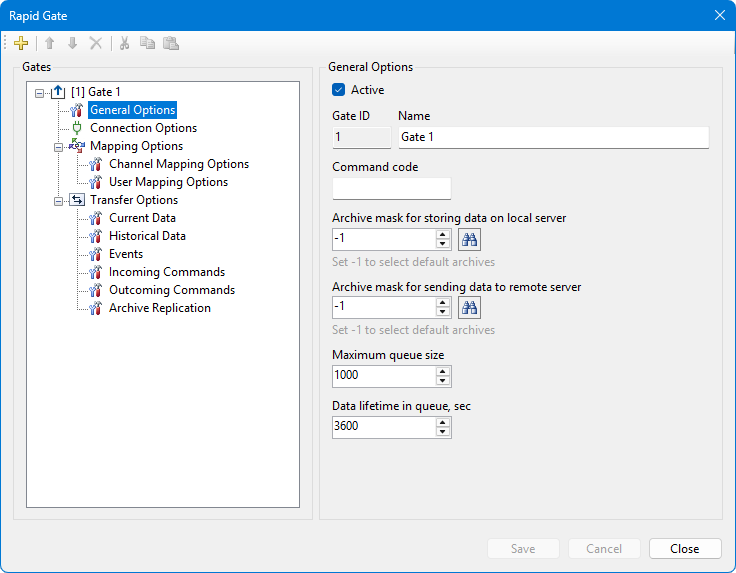 Rapid Gate
Gates
[1] Gate 1
General Options
Connection Options
Mapping Options
Channel Mapping Options
User Mapping Options
Transfer Options
Current Data
Historical Data
Events
Incoming Commands
Outcoming Commands
Archive Replication
General Options
Active
Gate ID Name
1 Gate 1
Command code
Archive mask for storing data on local server
-1
Set -1 to select default archives
Archive mask for sending data to remote server
-1
Set -1 to select default archives
Maximum queue size
1000
Data lifetime in queue, sec
3600
Save Cancel Close